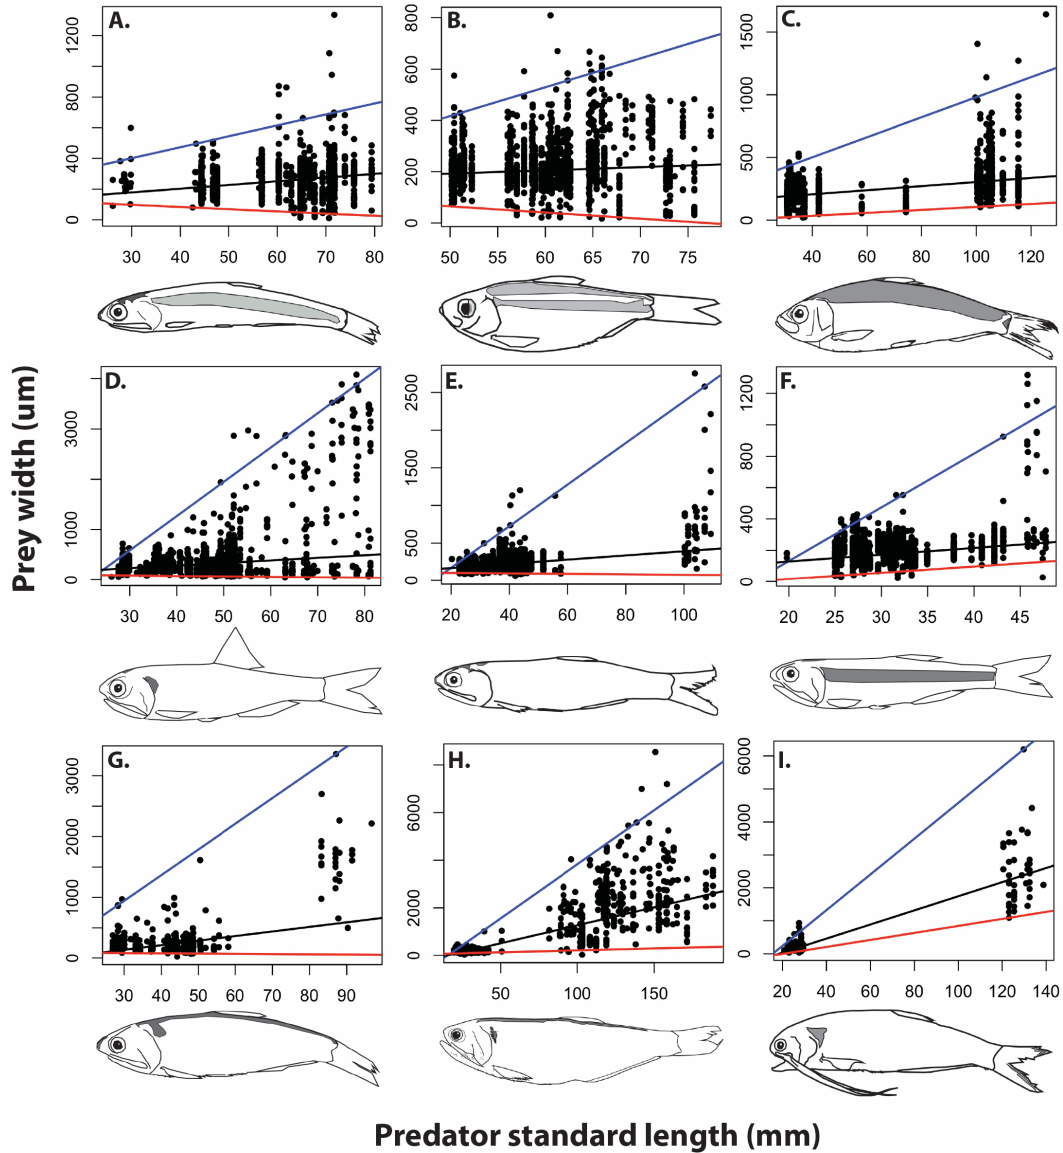 A.
B.
C.
1200
800
400
0
800
600
400
200
0
1500
1000
500
0
30 40 50 60 70 80
50 55 60 65 70 75
40 60 80 100 120
D.
E.
F.
3000
1000
0
2500
1500
500
0
1200
800
400
0
30 40 50 60 70 80
20 40 60 80 100
20 25 30 35 40 45
G.
H.
I.
3000
2000
1000
0
6000
2000
0
6000
4000
2000
0
30 40 50 60 70 80 90
50 100 150
20 40 60 80 100 120 140
Prey width (um)
Predator standard length (mm)